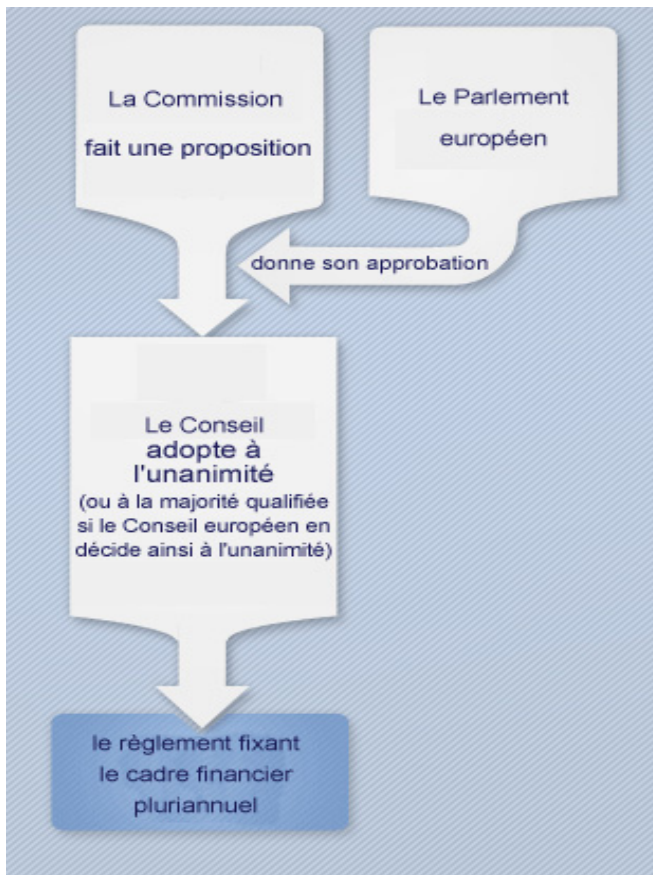 La Commission
fait une proposition
Le Parlement
européen
donne son approbation
Le Conseil
adopte à
l'unanimité
(ou à la majorité qualifiée
si le Conseil européen en
décide ainsi à l'unanimité)
le règlement fixant
le cadre financier
pluriannuel